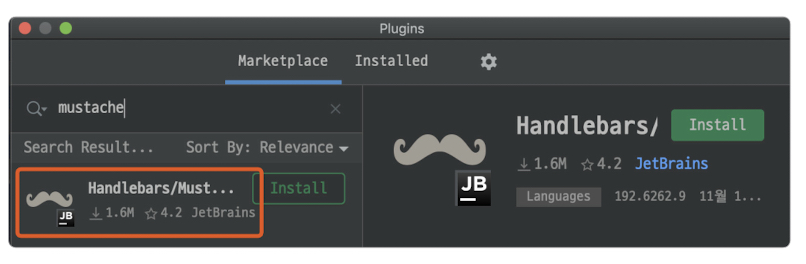 Plugins
Marketplace Installed
mustache
Search Result... Sort By: Relevance
Handlebars/Must... Install
1.6M 4.2 JetBrains
JB
Handlebars/ Install
1.6M 4.2 JetBrains
JB
Languages 192.6262.9 11월 1...